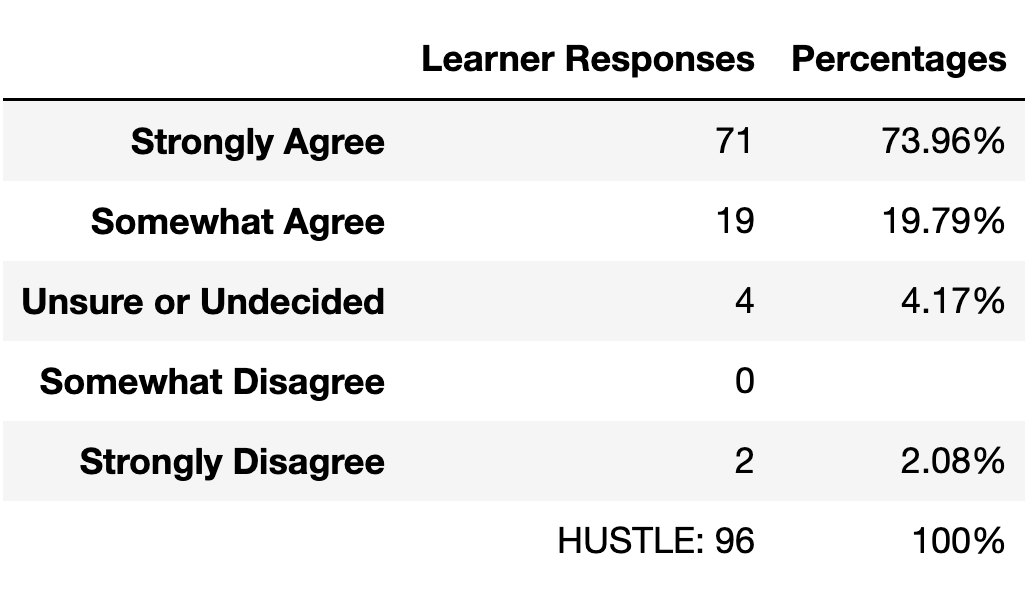 Learner Responses Percentages
Strongly Agree 71 73.96%
Somewhat Agree 19 19.79%
Unsure or Undecided 4 4.17%
Somewhat Disagree 0
Strongly Disagree 2 2.08%
HUSTLE: 96 100%